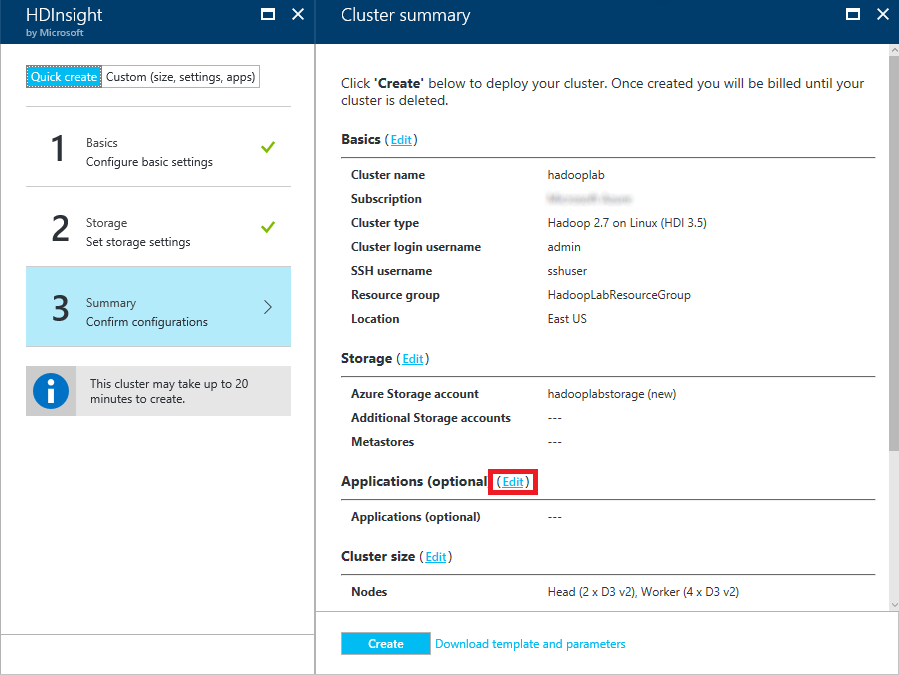 HDInsight
by Microsoft
Quick create
Custom (size, settings, apps)
1
Basics
Configure basic settings
2
Storage
Set storage settings
3
Summary
Confirm configurations
This cluster may take up to 20
minutes to create.
Cluster summary
Click 'Create' below to deploy your cluster. Once created you will be billed until your
cluster is deleted.
Basics (Edit)
Cluster name hadooplab
Subscription
Cluster type Hadoop 2.7 on Linux (HDI 3.5)
Cluster login username admin
SSH username sshuser
Resource group HadoopLabResourceGroup
Location East US
Storage (Edit)
Azure Storage account hadooplabstorage (new)
Additional Storage accounts ---
Metastores ---
Applications (optional (Edit)
Applications (optional) ---
Cluster size (Edit)
Nodes Head (2 x D3 v2), Worker (4 x D3 v2)
Create Download template and parameters